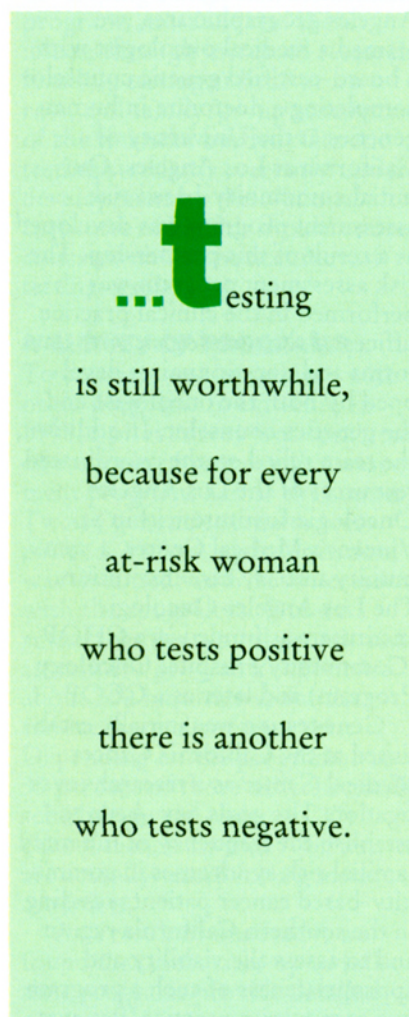 ...testing
is still worthwhile,
because for every
at-risk woman
who tests positive
there is another
who tests negative.